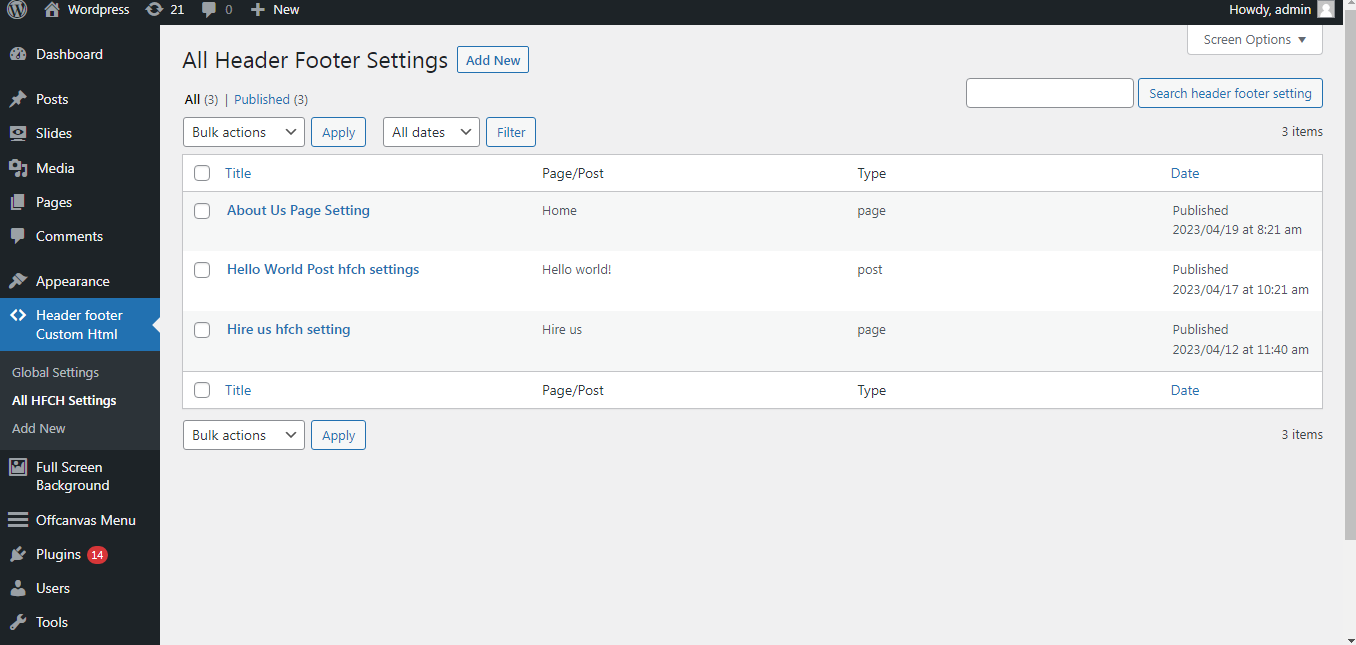 Wordpress 21 0 New Howdy, admin
Screen Options ▼
Dashboard
Posts
Slides
Media
Pages
Comments
Appearance
Header footer
Custom Html
Global Settings
All HFCH Settings
Add New
Full Screen
Background
Offcanvas Menu
Plugins 14
Users
Tools
All Header Footer Settings Add New
All (3) | Published (3)
Search header footer setting
Bulk actions Apply All dates Filter 3 items
Title Page/Post Type Date
About Us Page Setting Home page Published
2023/04/19 at 8:21 am
Hello World Post hfch settings Hello world! post Published
2023/04/17 at 10:21 am
Hire us hfch setting Hire us page Published
2023/04/12 at 11:40 am
Title Page/Post Type Date
Bulk actions Apply 3 items